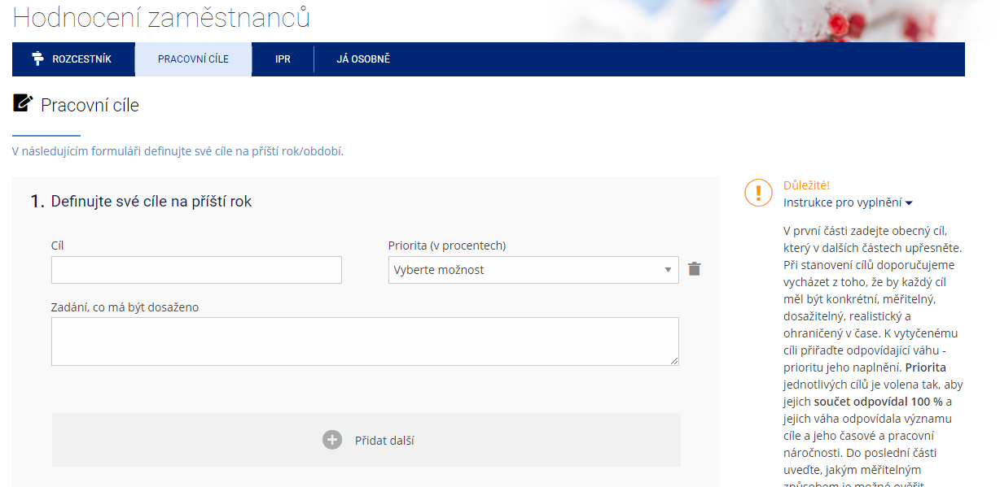 Hodnocení zaměstnanců
ROZCESTNÍK
PRACOVNÍ CÍLE
IPR
JÁ OSOBNĚ
Pracovní cíle
V následujícím formuláři definujte své cíle na příští rok/období.
1. Definujte své cíle na příští rok
Cíl
Priorita (v procentech)
Vyberte možnost
Zadání, co má být dosaženo
Přidat další
Důležité!
Instrukce pro vyplnění
V první části zadejte obecný cíl,
který v dalších částech upřesněte.
Při stanovení cílů doporučujeme
vycházet z toho, že by každý cíl
měl být konkrétní, měřitelný,
dosažitelný, realistický a
ohraničený v čase. K vytyčenému
cíli přiřaďte odpovídající váhu -
prioritu jeho naplnění. Priorita
jednotlivých cílů je volena tak, aby
jejich součet odpovídal 100 % a
jejich váha odpovídala významu
cíle a jeho časové a pracovní
náročnosti. Do poslední části
uveďte, jakým měřitelným
způsobem je možné ověřit